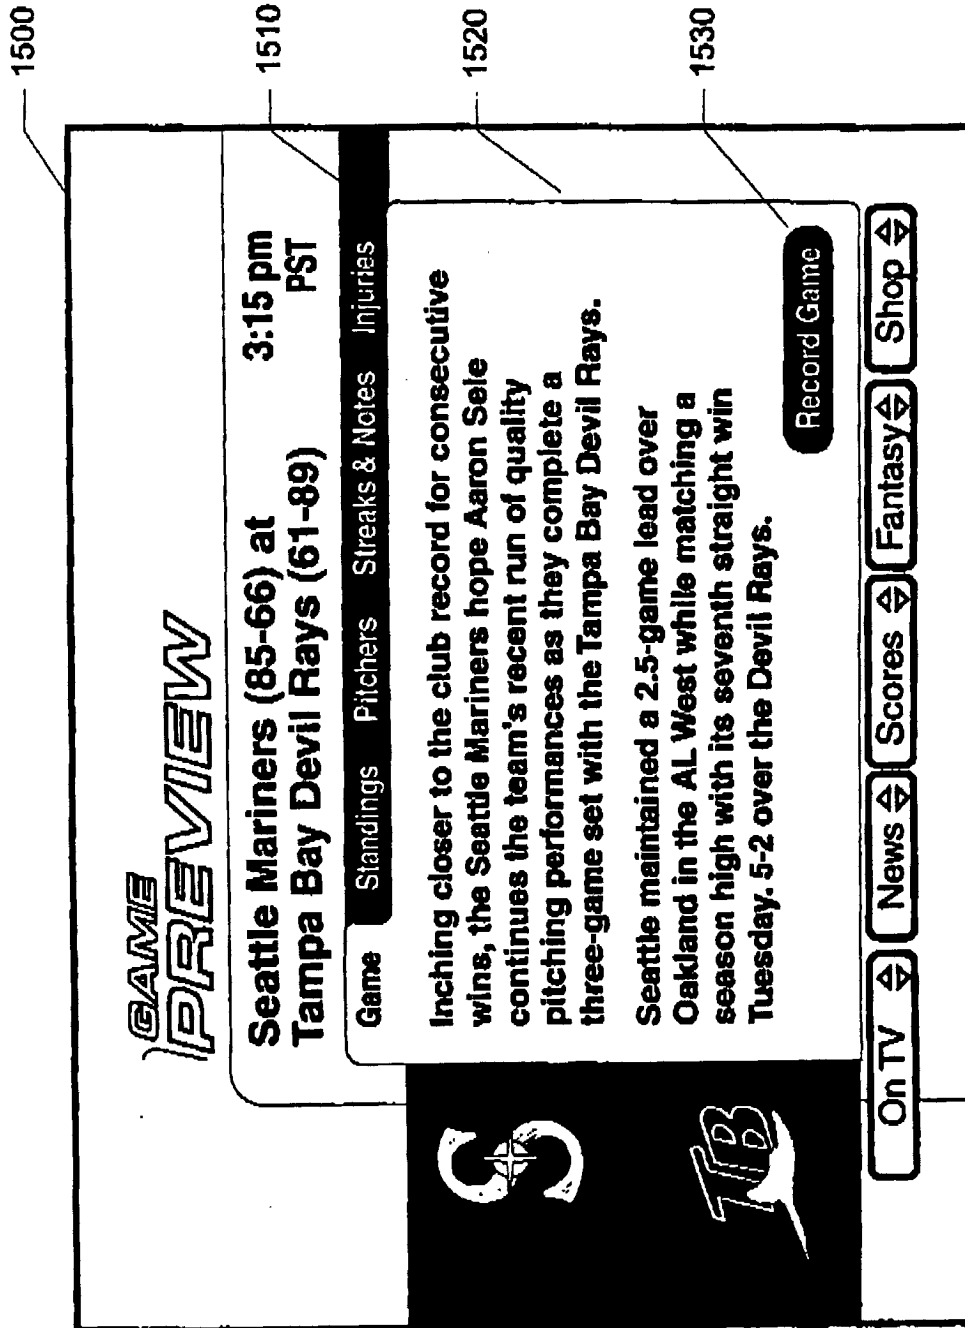 1500
GAME
PREVIEW
Seattle Mariners (85-66) at
Tampa Bay Devil Rays (61-89)
3:15 pm
PST
1510
Game Standings Pitchers Streaks & Notes Injuries
Inching closer to the club record for consecutive
wins, the Seattle Mariners hope Aaron Sele
continues the team's recent run of quality
pitching performances as they complete a
three-game set with the Tampa Bay Devil Rays.
1520
Seattle maintained a 2.5-game lead over
Oakland in the AL West while matching a
season high with its seventh straight win
Tuesday. 5-2 over the Devil Rays.
Record Game
1530
S
TB
On TV News Scores Fantasy Shop